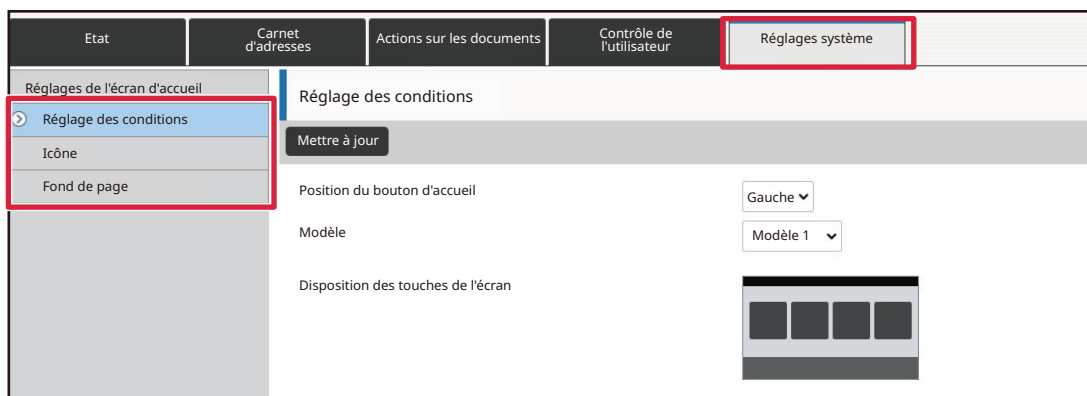 Etat
Carnet
d'adresses
Actions sur les documents
Contrôle de
l'utilisateur
Réglages système
Réglages de l'écran d'accueil
Réglage des conditions
Icône
Fond de page
Réglage des conditions
Mettre à jour
Position du bouton d'accueil
Gauche
Modèle
Modèle 1
Disposition des touches de l'écran